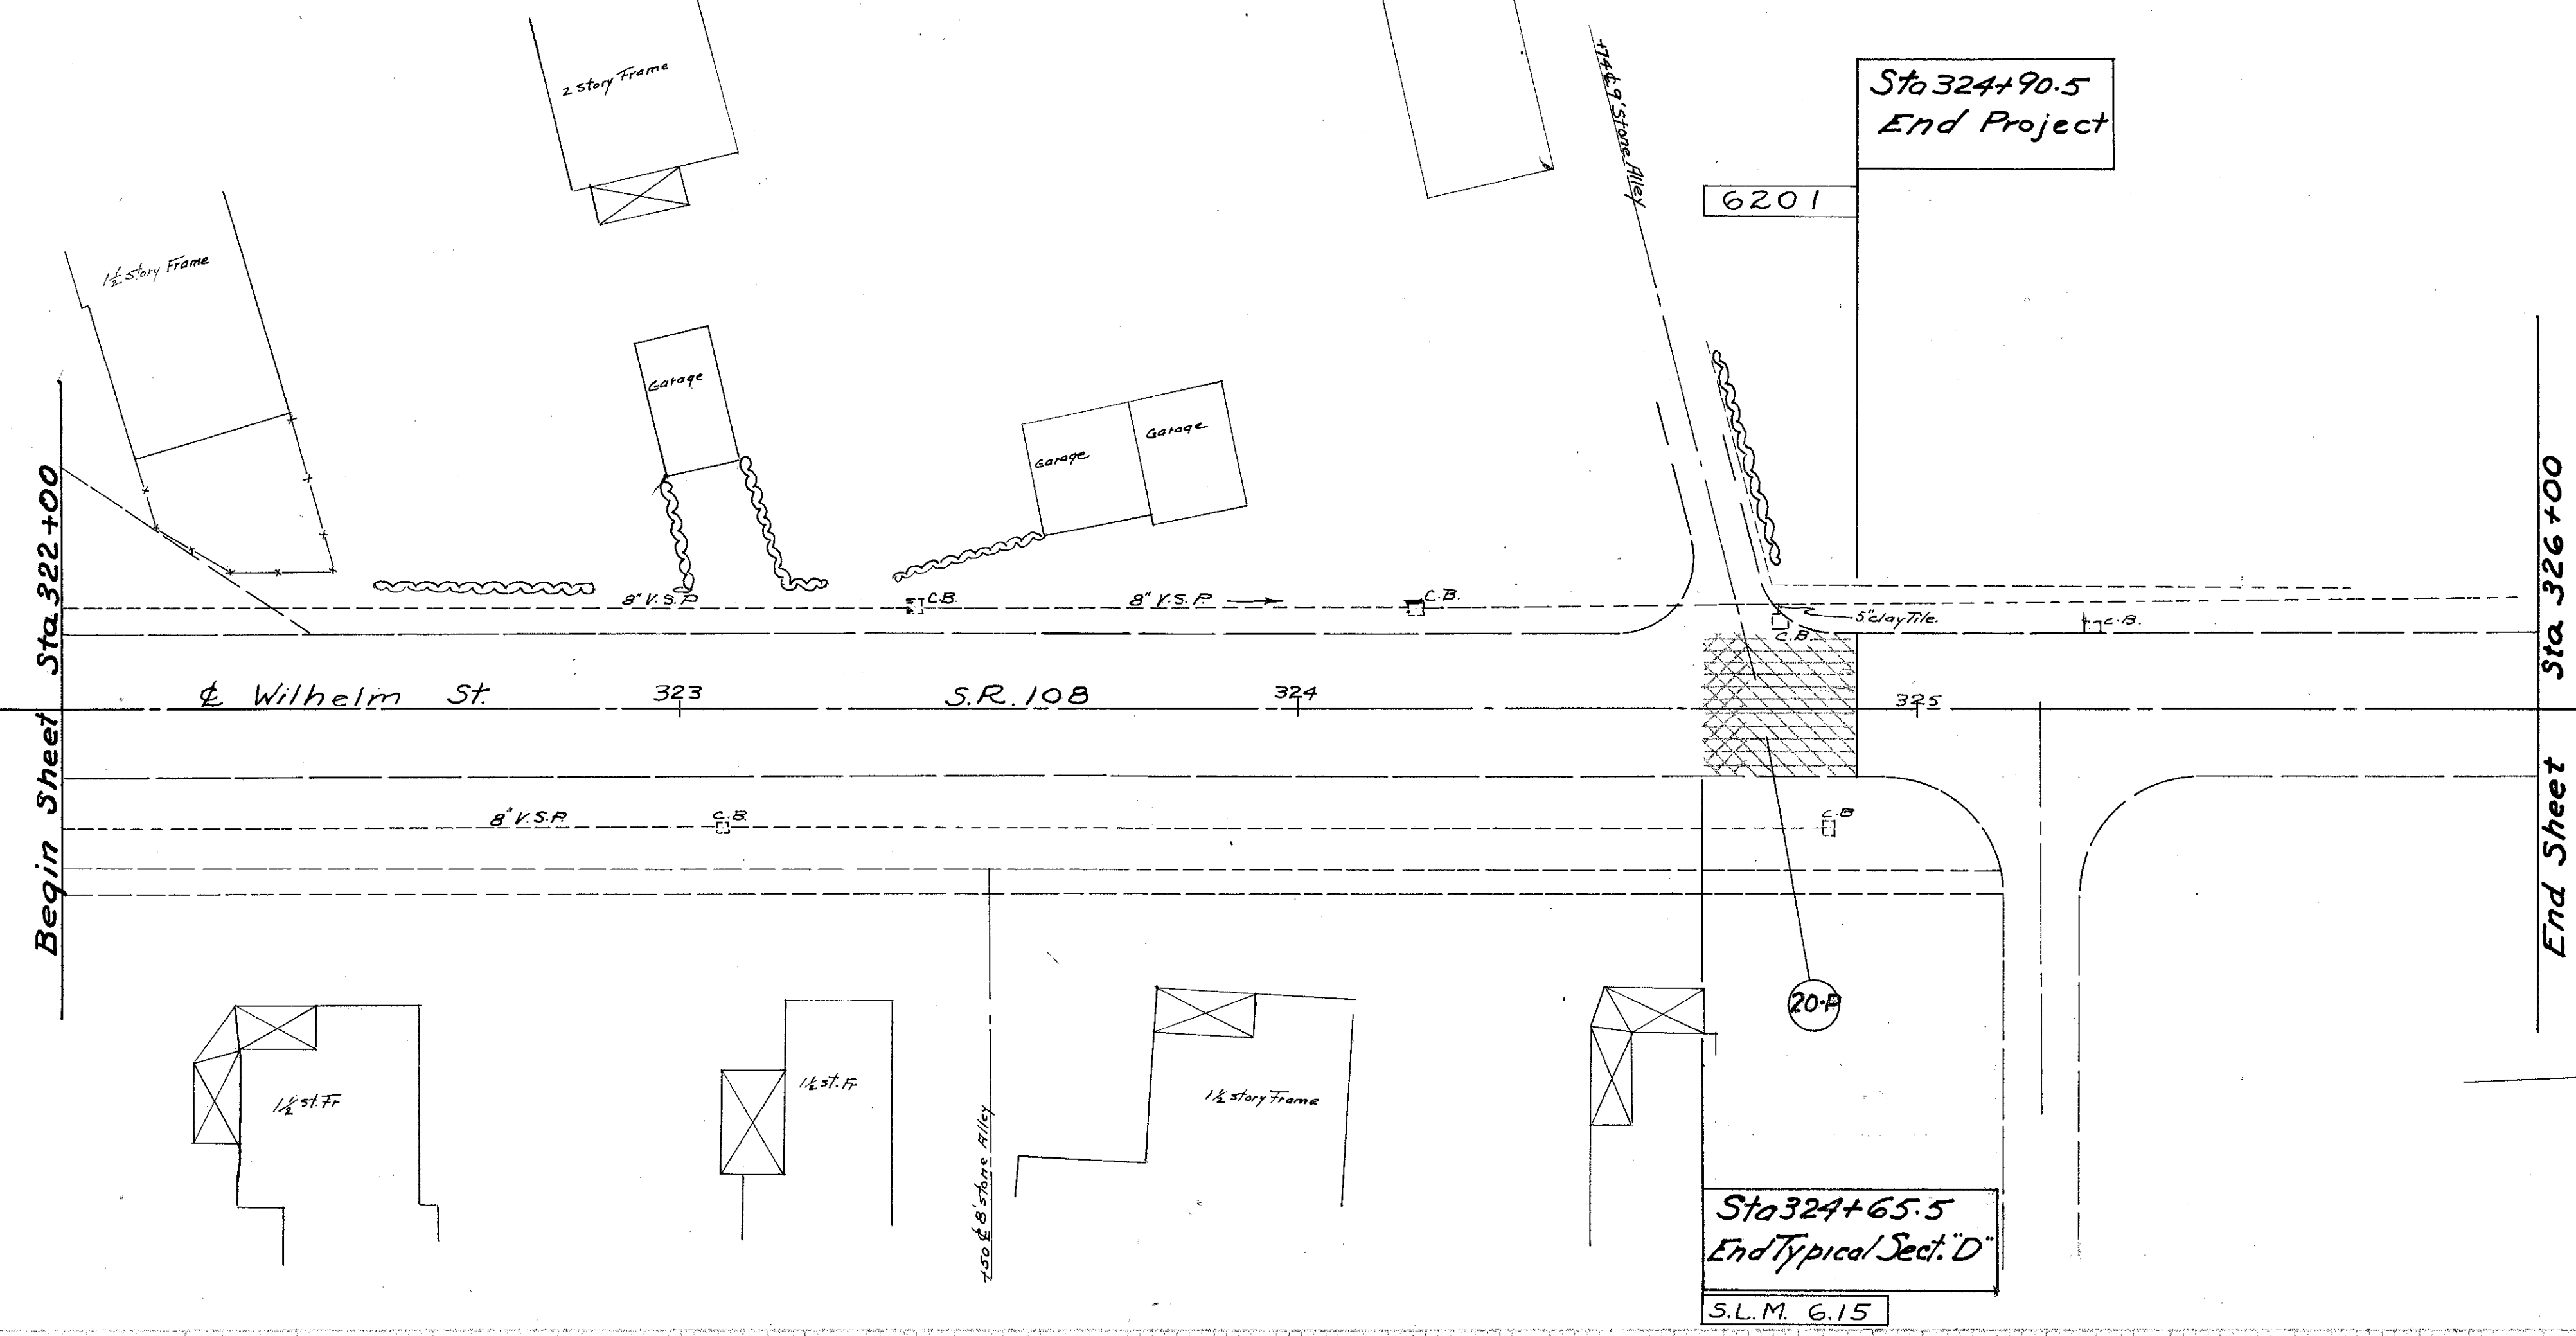 2 Story Frame
+74 ℄ 9' Stone Alley
Sta 324+90.5
End Project
6201
1½ Story Frame
Garage
Garage
Garage
Begin Sheet Sta 322+00
End Sheet Sta 326+00
8" V.S.P.
C.B.
8" V.S.P.
C.B.
5" Clay Tile.
C.B.
C.B.
℄ Wilhelm St.
323
S.R. 108
324
325
8" V.S.P.
C.B.
C.B
20-P
1½ St. Fr
1½ St. Fr
+50 ℄ 8' Stone Alley
1½ Story Frame
Sta 324+65.5
End Typical Sect. "D"
S.L.M. 6.15